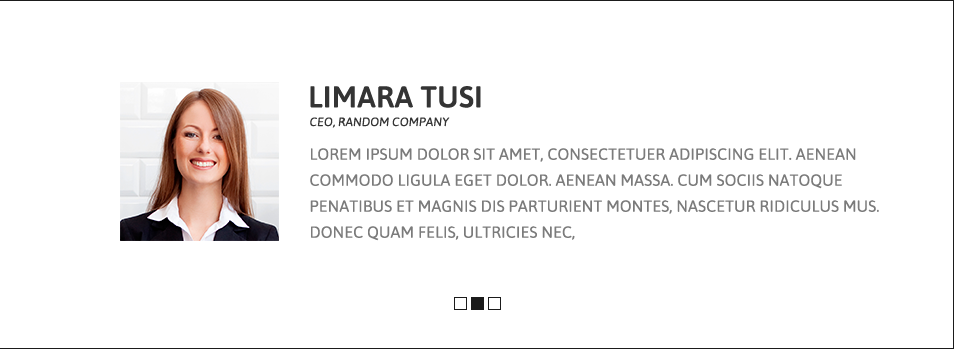 LIMARA TUSI
CEO, RANDOM COMPANY
LOREM IPSUM DOLOR SIT AMET, CONSECTETUER ADIPISCING ELIT. AENEAN
COMMODO LIGULA EGET DOLOR. AENEAN MASSA. CUM SOCIIS NATOQUE
PENATIBUS ET MAGNIS DIS PARTURIENT MONTES, NASCETUR RIDICULUS MUS.
DONEC QUAM FELIS, ULTRICIES NEC,